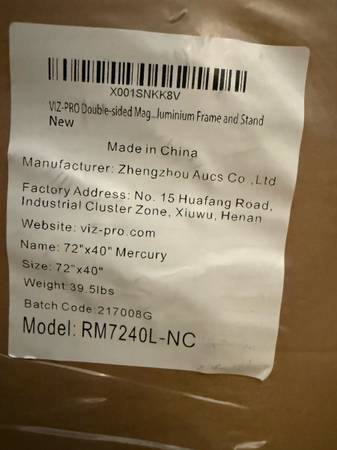 X001SNKK8V
VIZ-PRO Double-sided Mag...luminium Frame and Stand
New
Made in China
Manufacturer: Zhengzhou Aucs Co .,Ltd
Factory Address: No. 15 Huafang Road,
Industrial Cluster Zone, Xiuwu, Henan
Website: viz-pro.com
Name: 72"x40" Mercury
Size: 72"x40"
Weight:39.5lbs
Batch Code:217008G
Model: RM7240L-NC